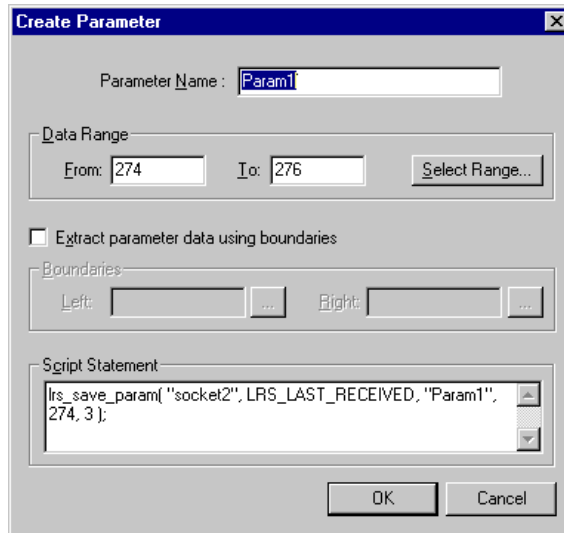 Create Parameter
Parameter Name : Param1
Data Range
From: 274 To: 276 Select Range...
Extract parameter data using boundaries
Boundaries
Left: ... Right: ...
Script Statement
lrs_save_param( "socket2", LRS_LAST_RECEIVED, "Param1",
274, 3 );
OK Cancel